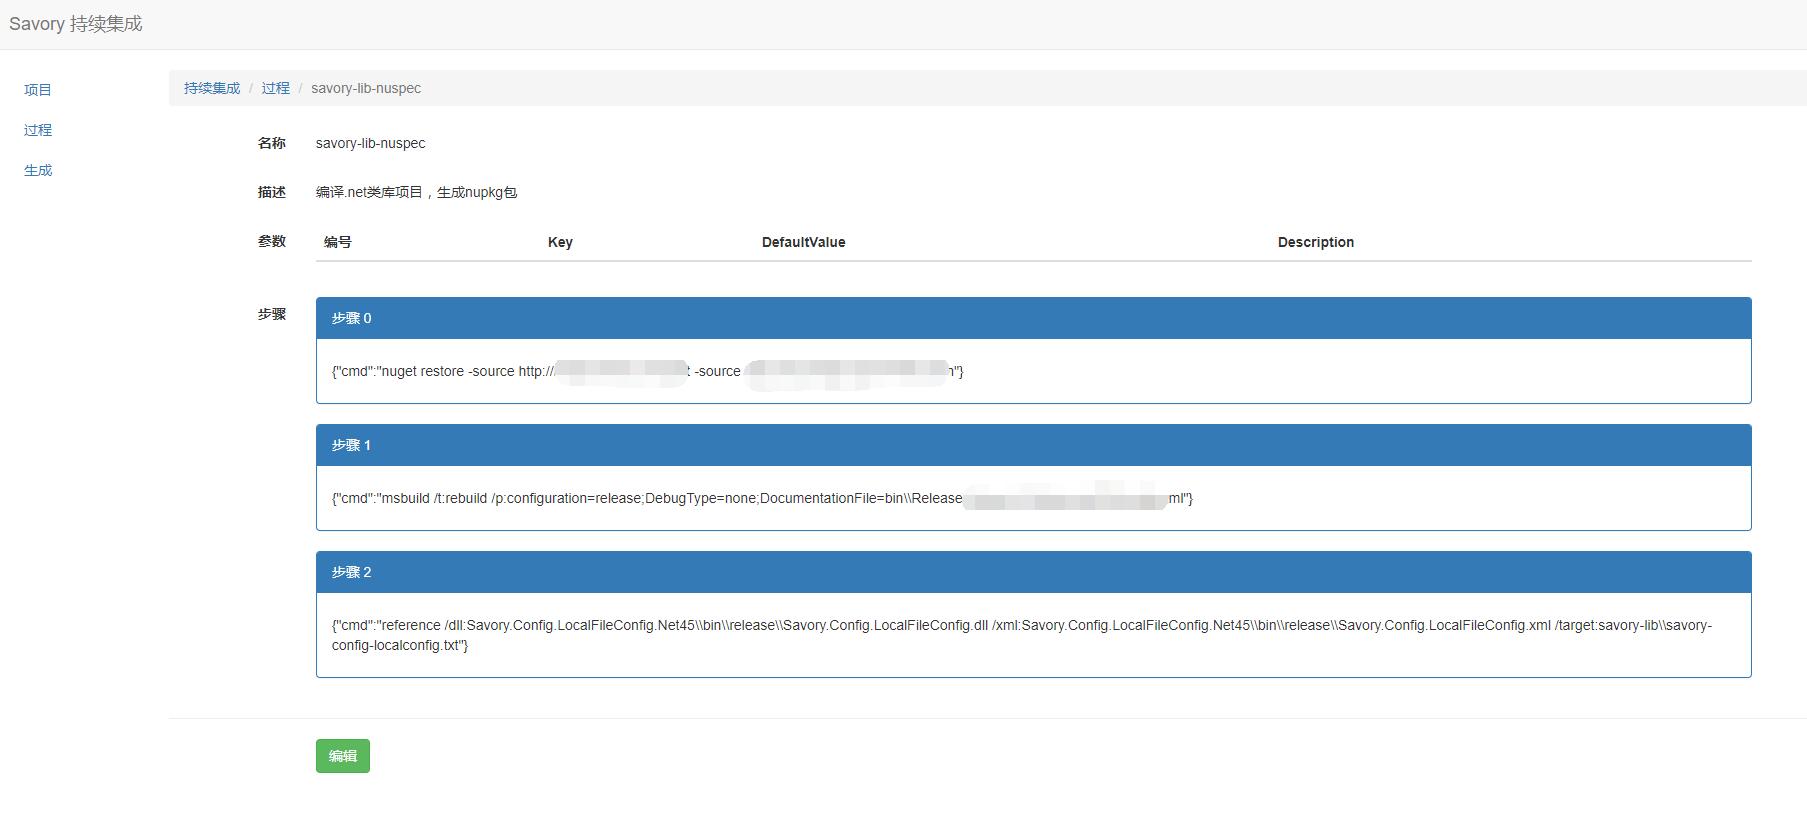 Savory 持续集成
项目
过程
生成
持续集成 / 过程 / savory-lib-nuspec
名称 savory-lib-nuspec
描述 编译.net类库项目，生成nupkg包
参数 编号 Key DefaultValue Description
步骤
步骤 0
{"cmd":"nuget restore -source http:// -source "}
步骤 1
{"cmd":"msbuild /t:rebuild /p:configuration=release;DebugType=none;DocumentationFile=bin\\Release ml"}
步骤 2
{"cmd":"reference /dll:Savory.Config.LocalFileConfig.Net45\\bin\\release\\Savory.Config.LocalFileConfig.dll /xml:Savory.Config.LocalFileConfig.Net45\\bin\\release\\Savory.Config.LocalFileConfig.xml /target:savory-lib\\savory-
config-localconfig.txt"}
编辑